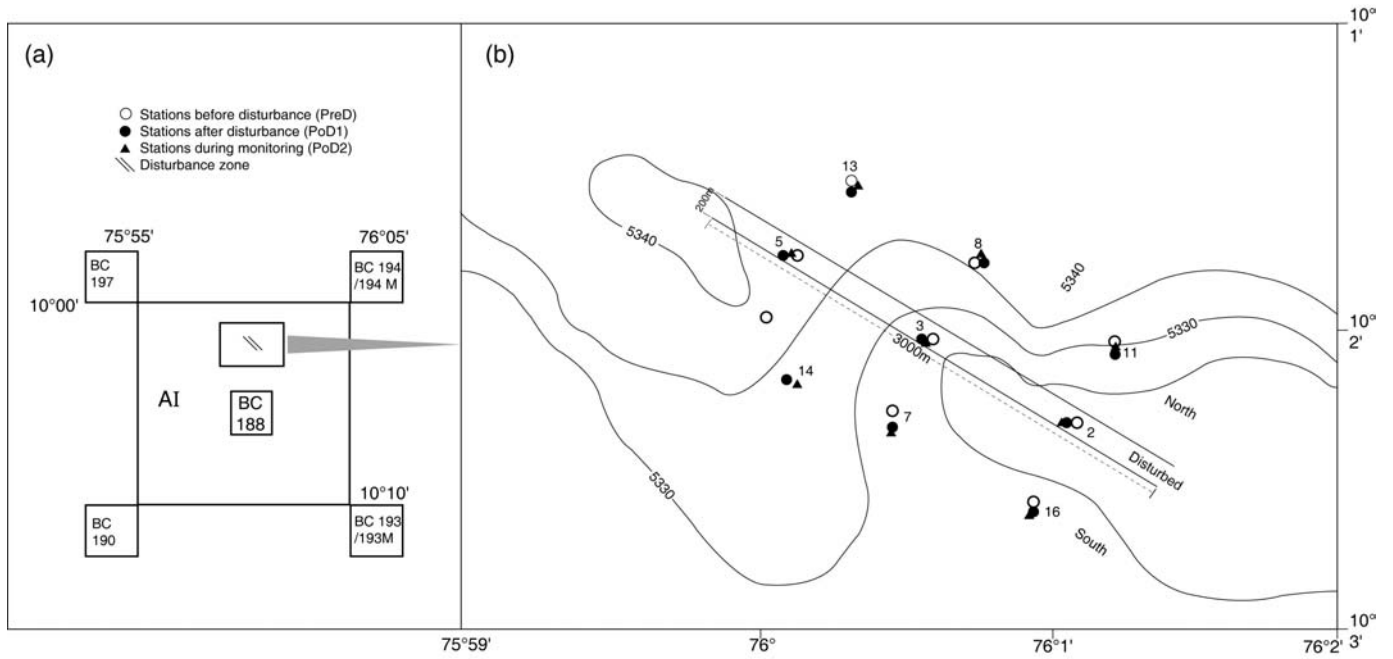 (a)
Stations before disturbance (PreD)
Stations after disturbance (PoD1)
Stations during monitoring (PoD2)
Disturbance zone
75°55'
76°05'
BC
197
BC 194
/194 M
10°00'
AI
BC
188
10°10'
BC
190
BC 193
/193M
(b)
10°
1'
13
200m
5340
5
8
5340
3
3000m
5330
11
10°
2'
14
North
7
2
Disturbed
5330
16
South
10°
3'
75°59'
76°
76°1'
76°2'